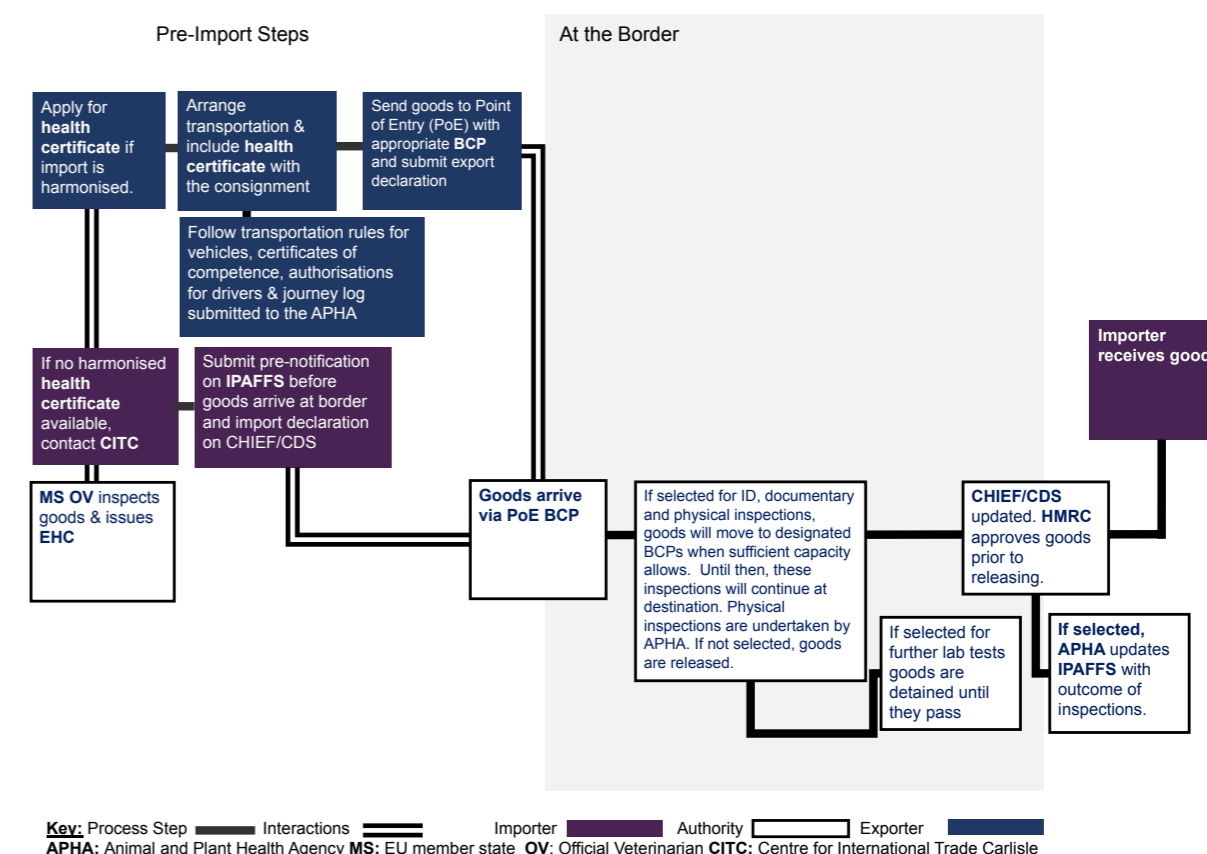 Pre-Import Steps
At the Border
Apply for
health
certificate if
import is
harmonised.
Arrange
transportation &
include health
certificate with
the consignment
Send goods to Point
of Entry (PoE) with
appropriate BCP
and submit export
declaration
Follow transportation rules for
vehicles, certificates of
competence, authorisations
for drivers & journey log
submitted to the APHA
If no harmonised
health
certificate
available,
contact CITC
Submit pre-notification
on IPAFFS before
goods arrive at border
and import declaration
on CHIEF/CDS
Importer
receives good
MS OV inspects
goods & issues
EHC
Goods arrive
via PoE BCP
If selected for ID, documentary
and physical inspections,
goods will move to designated
BCPs when sufficient capacity
allows. Until then, these
inspections will continue at
destination. Physical
inspections are undertaken by
APHA. If not selected, goods
are released.
CHIEF/CDS
updated. HMRC
approves goods
prior to
releasing.
If selected for
further lab tests
goods are
detained until
they pass
If selected,
APHA updates
IPAFFS with
outcome of
inspections.
Key: Process Step Interactions Importer Authority Exporter
APHA: Animal and Plant Health Agency MS: EU member state OV: Official Veterinarian CITC: Centre for International Trade Carlisle